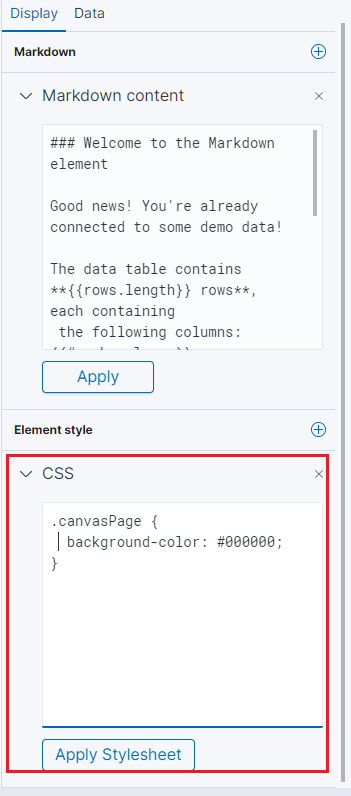 Display Data
Markdown
Markdown content
### Welcome to the Markdown
element
Good news! You're already
connected to some demo data!
The data table contains
**{{rows.length}} rows**,
each containing
the following columns:
Apply
Element style
CSS
.canvasPage {
background-color: #000000;
}
Apply Stylesheet